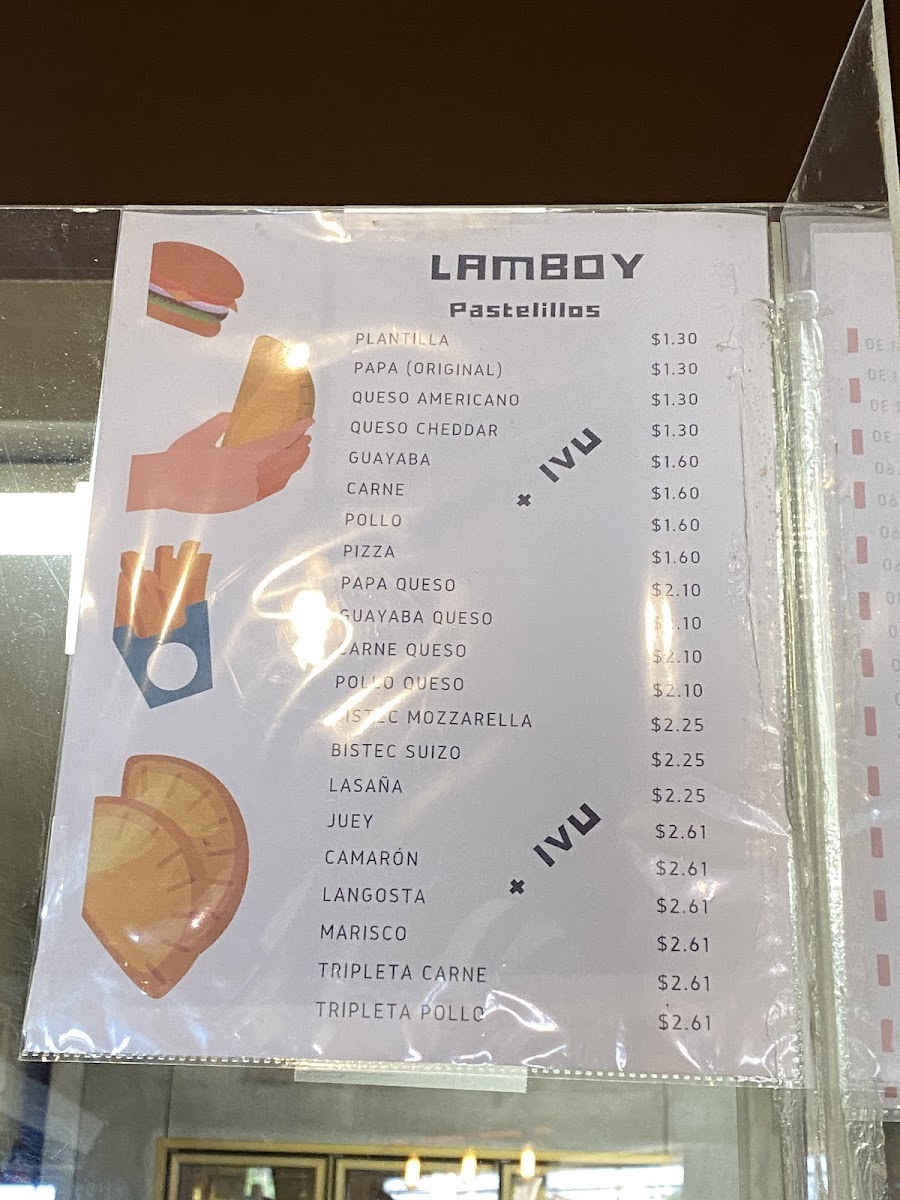 LAMBOY
Pastelillos
PLANTILLA $1.30
PAPA (ORIGINAL) $1.30
QUESO AMERICANO $1.30
QUESO CHEDDAR $1.30
GUAYABA $1.60
CARNE $1.60
POLLO $1.60
PIZZA $1.60
+ IVU
PAPA QUESO $2.10
GUAYABA QUESO
CARNE QUESO $2.10
POLLO QUESO $2.10
BISTEC MOZZARELLA $2.25
BISTEC SUIZO $2.25
LASAÑA $2.25
JUEY $2.61
CAMARÓN $2.61
LANGOSTA $2.61
MARISCO $2.61
TRIPLETA CARNE $2.61
TRIPLETA POLLO $2.61
+ IVU